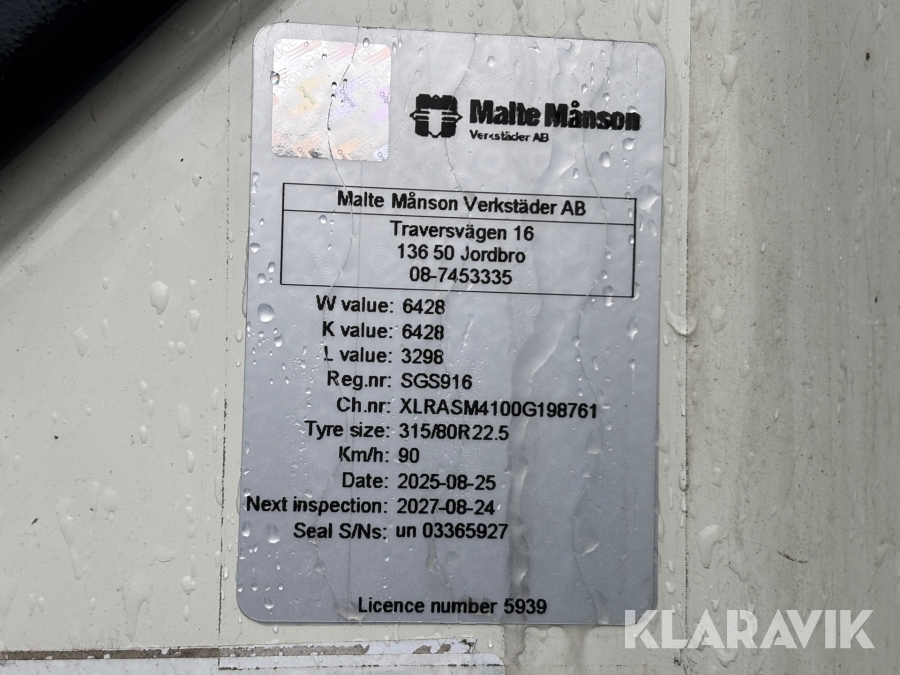 Malte Månson
Verkstäder AB
Malte Månson Verkstäder AB
Traversvägen 16
136 50 Jordbro
08-7453335
W value: 6428
K value: 6428
L value: 3298
Reg.nr: SGS916
Ch.nr: XLRASM4100G198761
Tyre size: 315/80R22.5
Km/h: 90
Date: 2025-08-25
Next inspection: 2027-08-24
Seal S/Ns: un 03365927
Licence number 5939
KLARAVIK